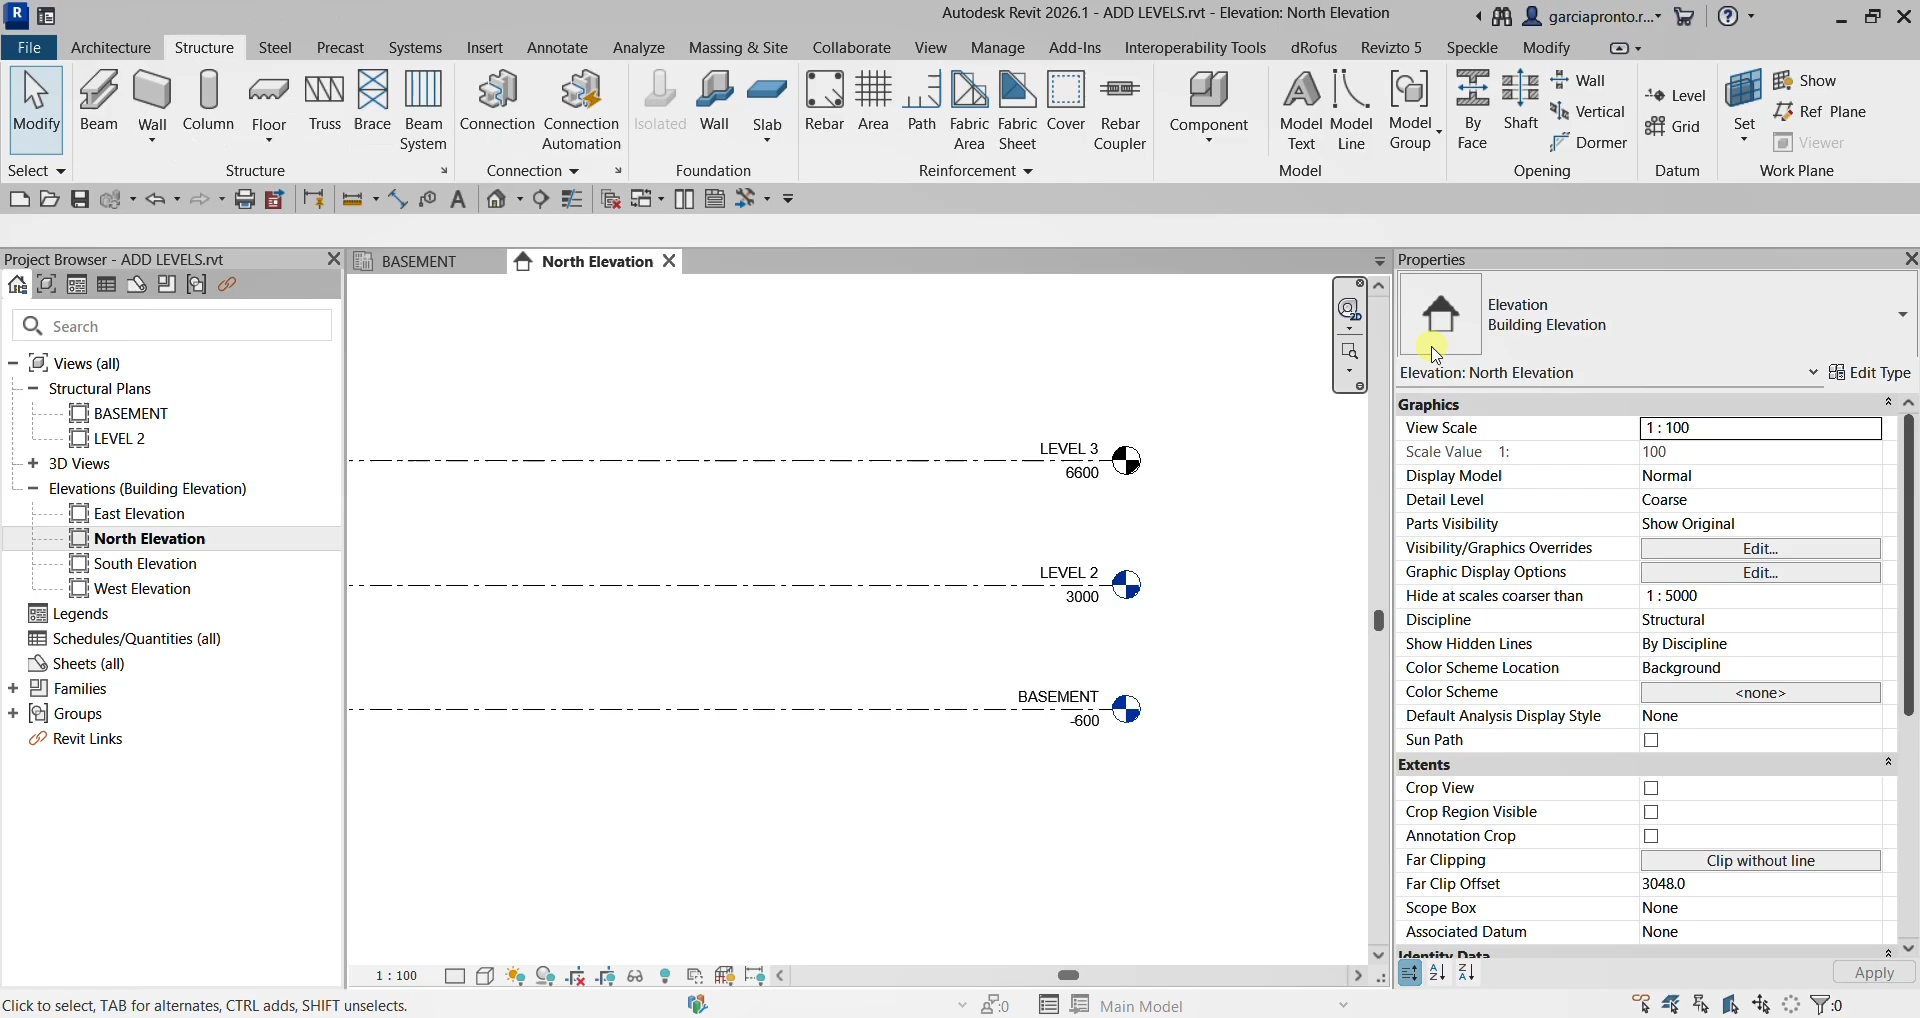 Autodesk Revit 2026.1 - ADD LEVELS.rvt - Elevation: North Elevation
garciapronto.r...
File Architecture Structure Steel Precast Systems Insert Annotate Analyze Massing & Site Collaborate View Manage Add-Ins Interoperability Tools dRofus Revizto 5 Speckle Modify
Modify Beam Wall Column Floor Truss Brace Beam System Connection Connection Automation Isolated Wall Slab Rebar Area Path Fabric Area Fabric Sheet Cover Rebar Coupler Component Model Text Model Line Model Group By Face Shaft Wall Vertical Dormer Level Grid Set Show Ref Plane Viewer
Select Structure Connection Foundation Reinforcement Model Opening Datum Work Plane
Project Browser - ADD LEVELS.rvt
Search
Views (all)
Structural Plans
BASEMENT
LEVEL 2
3D Views
Elevations (Building Elevation)
East Elevation
North Elevation
South Elevation
West Elevation
Legends
Schedules/Quantities (all)
Sheets (all)
Families
Groups
Revit Links
BASEMENT North Elevation
2D
LEVEL 3
6600
LEVEL 2
3000
BASEMENT
-600
1 : 100
Properties
Elevation
Building Elevation
Elevation: North Elevation Edit Type
Graphics
View Scale 1 : 100
Scale Value 1: 100
Display Model Normal
Detail Level Coarse
Parts Visibility Show Original
Visibility/Graphics Overrides Edit...
Graphic Display Options Edit...
Hide at scales coarser than 1 : 5000
Discipline Structural
Show Hidden Lines By Discipline
Color Scheme Location Background
Color Scheme <none>
Default Analysis Display Style None
Sun Path
Extents
Crop View
Crop Region Visible
Annotation Crop
Far Clipping Clip without line
Far Clip Offset 3048.0
Scope Box None
Associated Datum None
Identity Data
Apply
Click to select, TAB for alternates, CTRL adds, SHIFT unselects.
:0
Main Model
:0